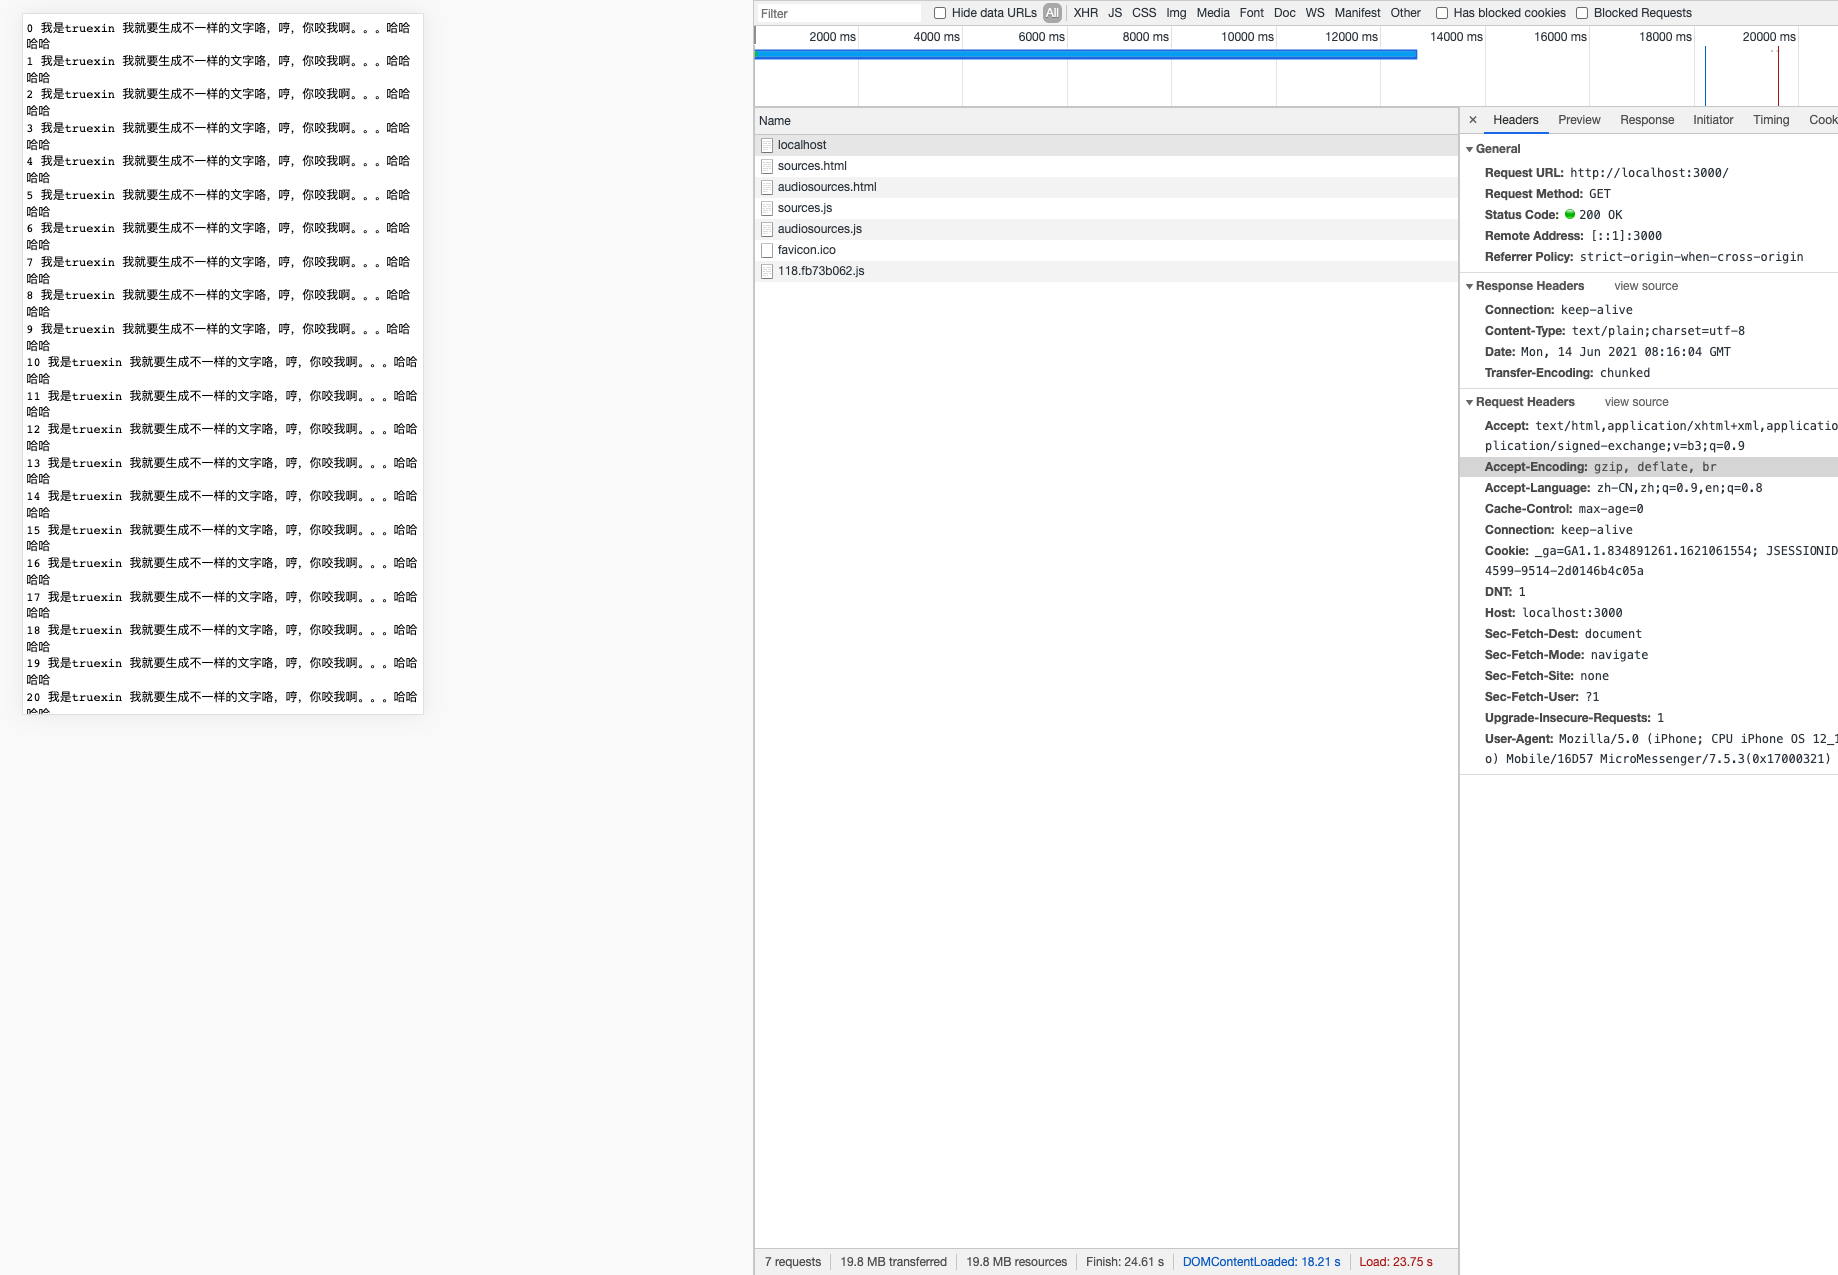 0 我是truexin 我就要生成不一样的文字咯，哼，你咬我啊。。。哈哈
哈哈
1 我是truexin 我就要生成不一样的文字咯，哼，你咬我啊。。。哈哈
哈哈
2 我是truexin 我就要生成不一样的文字咯，哼，你咬我啊。。。哈哈
哈哈
3 我是truexin 我就要生成不一样的文字咯，哼，你咬我啊。。。哈哈
哈哈
4 我是truexin 我就要生成不一样的文字咯，哼，你咬我啊。。。哈哈
哈哈
5 我是truexin 我就要生成不一样的文字咯，哼，你咬我啊。。。哈哈
哈哈
6 我是truexin 我就要生成不一样的文字咯，哼，你咬我啊。。。哈哈
哈哈
7 我是truexin 我就要生成不一样的文字咯，哼，你咬我啊。。。哈哈
哈哈
8 我是truexin 我就要生成不一样的文字咯，哼，你咬我啊。。。哈哈
哈哈
9 我是truexin 我就要生成不一样的文字咯，哼，你咬我啊。。。哈哈
哈哈
10 我是truexin 我就要生成不一样的文字咯，哼，你咬我啊。。。哈哈
哈哈
11 我是truexin 我就要生成不一样的文字咯，哼，你咬我啊。。。哈哈
哈哈
12 我是truexin 我就要生成不一样的文字咯，哼，你咬我啊。。。哈哈
哈哈
13 我是truexin 我就要生成不一样的文字咯，哼，你咬我啊。。。哈哈
哈哈
14 我是truexin 我就要生成不一样的文字咯，哼，你咬我啊。。。哈哈
哈哈
15 我是truexin 我就要生成不一样的文字咯，哼，你咬我啊。。。哈哈
哈哈
16 我是truexin 我就要生成不一样的文字咯，哼，你咬我啊。。。哈哈
哈哈
17 我是truexin 我就要生成不一样的文字咯，哼，你咬我啊。。。哈哈
哈哈
18 我是truexin 我就要生成不一样的文字咯，哼，你咬我啊。。。哈哈
哈哈
19 我是truexin 我就要生成不一样的文字咯，哼，你咬我啊。。。哈哈
哈哈
20 我是truexin 我就要生成不一样的文字咯，哼，你咬我啊。。。哈哈
哈哈
Filter Hide data URLs All XHR JS CSS Img Media Font Doc WS Manifest Other Has blocked cookies Blocked Requests
2000 ms 4000 ms 6000 ms 8000 ms 10000 ms 12000 ms 14000 ms 16000 ms 18000 ms 20000 ms
Name
localhost
sources.html
audiosources.html
sources.js
audiosources.js
favicon.ico
118.fb73b062.js
7 requests 19.8 MB transferred 19.8 MB resources Finish: 24.61 s DOMContentLoaded: 18.21 s Load: 23.75 s
× Headers Preview Response Initiator Timing Cook
General
Request URL: http://localhost:3000/
Request Method: GET
Status Code: 200 OK
Remote Address: [::1]:3000
Referrer Policy: strict-origin-when-cross-origin
Response Headers view source
Connection: keep-alive
Content-Type: text/plain;charset=utf-8
Date: Mon, 14 Jun 2021 08:16:04 GMT
Transfer-Encoding: chunked
Request Headers view source
Accept: text/html,application/xhtml+xml,applicatio
plication/signed-exchange;v=b3;q=0.9
Accept-Encoding: gzip, deflate, br
Accept-Language: zh-CN,zh;q=0.9,en;q=0.8
Cache-Control: max-age=0
Connection: keep-alive
Cookie: _ga=GA1.1.834891261.1621061554; JSESSIONID
4599-9514-2d0146b4c05a
DNT: 1
Host: localhost:3000
Sec-Fetch-Dest: document
Sec-Fetch-Mode: navigate
Sec-Fetch-Site: none
Sec-Fetch-User: ?1
Upgrade-Insecure-Requests: 1
User-Agent: Mozilla/5.0 (iPhone; CPU iPhone OS 12_1
o) Mobile/16D57 MicroMessenger/7.5.3(0x17000321)